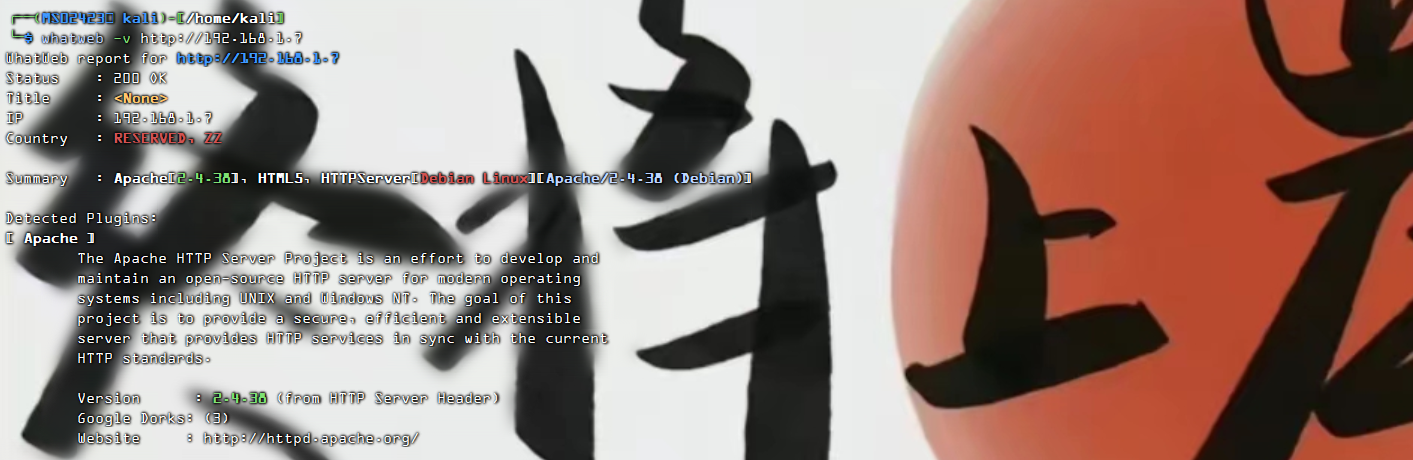 ┌──(MS02423㉿ kali)-[/home/kali]
└─$ whatweb -v http://192.168.1.7
WhatWeb report for http://192.168.1.7
Status    : 200 OK
Title     : <None>
IP        : 192.168.1.7
Country   : RESERVED, ZZ
Summary   : Apache[2.4.38], HTML5, HTTPServer[Debian Linux][Apache/2.4.38 (Debian)]
Detected Plugins:
[ Apache ]
The Apache HTTP Server Project is an effort to develop and
maintain an open-source HTTP server for modern operating
systems including UNIX and Windows NT. The goal of this
project is to provide a secure, efficient and extensible
server that provides HTTP services in sync with the current
HTTP standards.
Version      : 2.4.38 (from HTTP Server Header)
Google Dorks: (3)
Website     : http://httpd.apache.org/
上